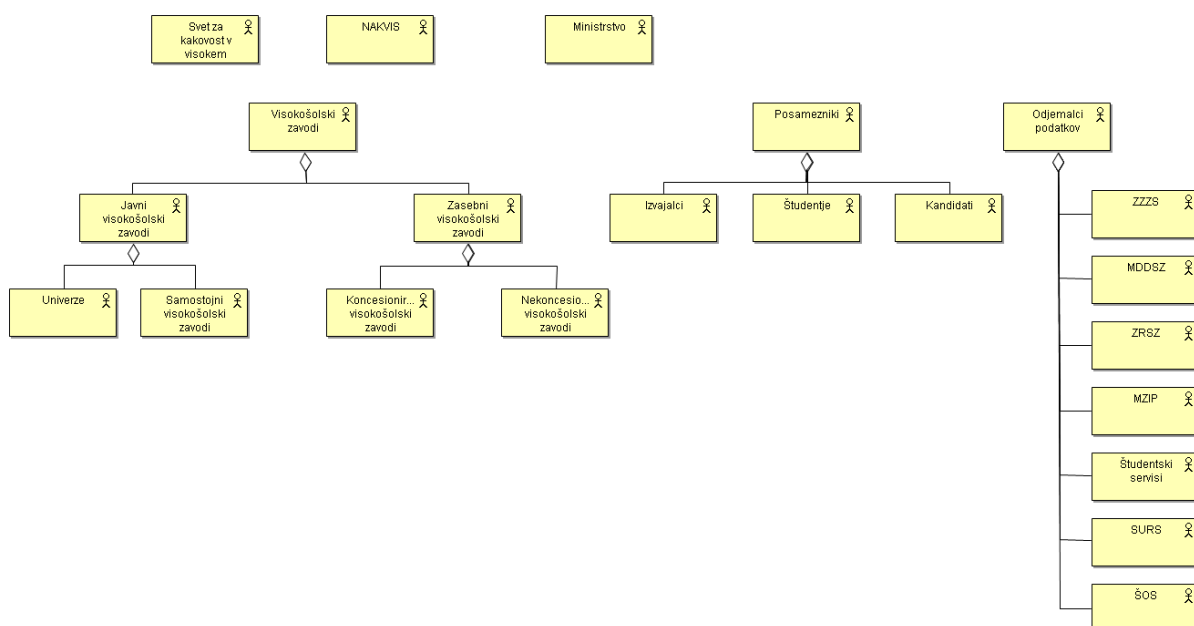 Svet za
kakovost v
visokem
NAKVIS
Ministrstvo
Visokošolski
zavodi
Posamezniki
Odjemalci
podatkov
Javni
visokošolski
zavodi
Zasebni
visokošolski
zavodi
Izvajalci
Študentje
Kandidati
ZZZS
MDDSZ
Univerze
Samostojni
visokošolski
zavodi
Koncesionir...
visokošolski
zavodi
Nekoncesio...
visokošolski
zavodi
ZRSZ
MZIP
Študentski
servisi
SURS
ŠOS